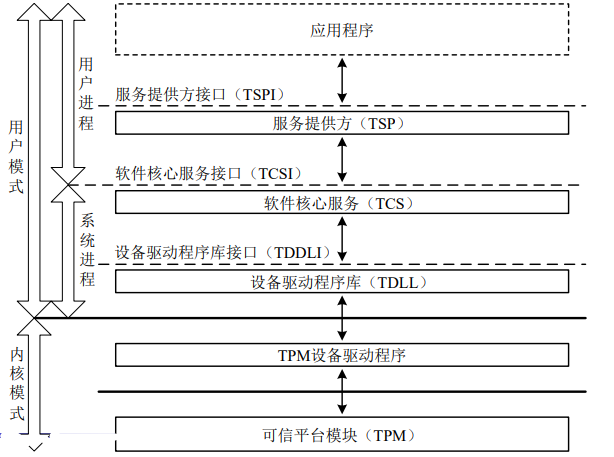 应用程序
用户进程
服务提供方接口（TSPI）
服务提供方（TSP）
用户模式
软件核心服务接口（TCSI）
软件核心服务（TCS）
系统进程
设备驱动程序库接口（TDDLI）
设备驱动程序库（TDLL）
内核模式
TPM设备驱动程序
可信平台模块（TPM）